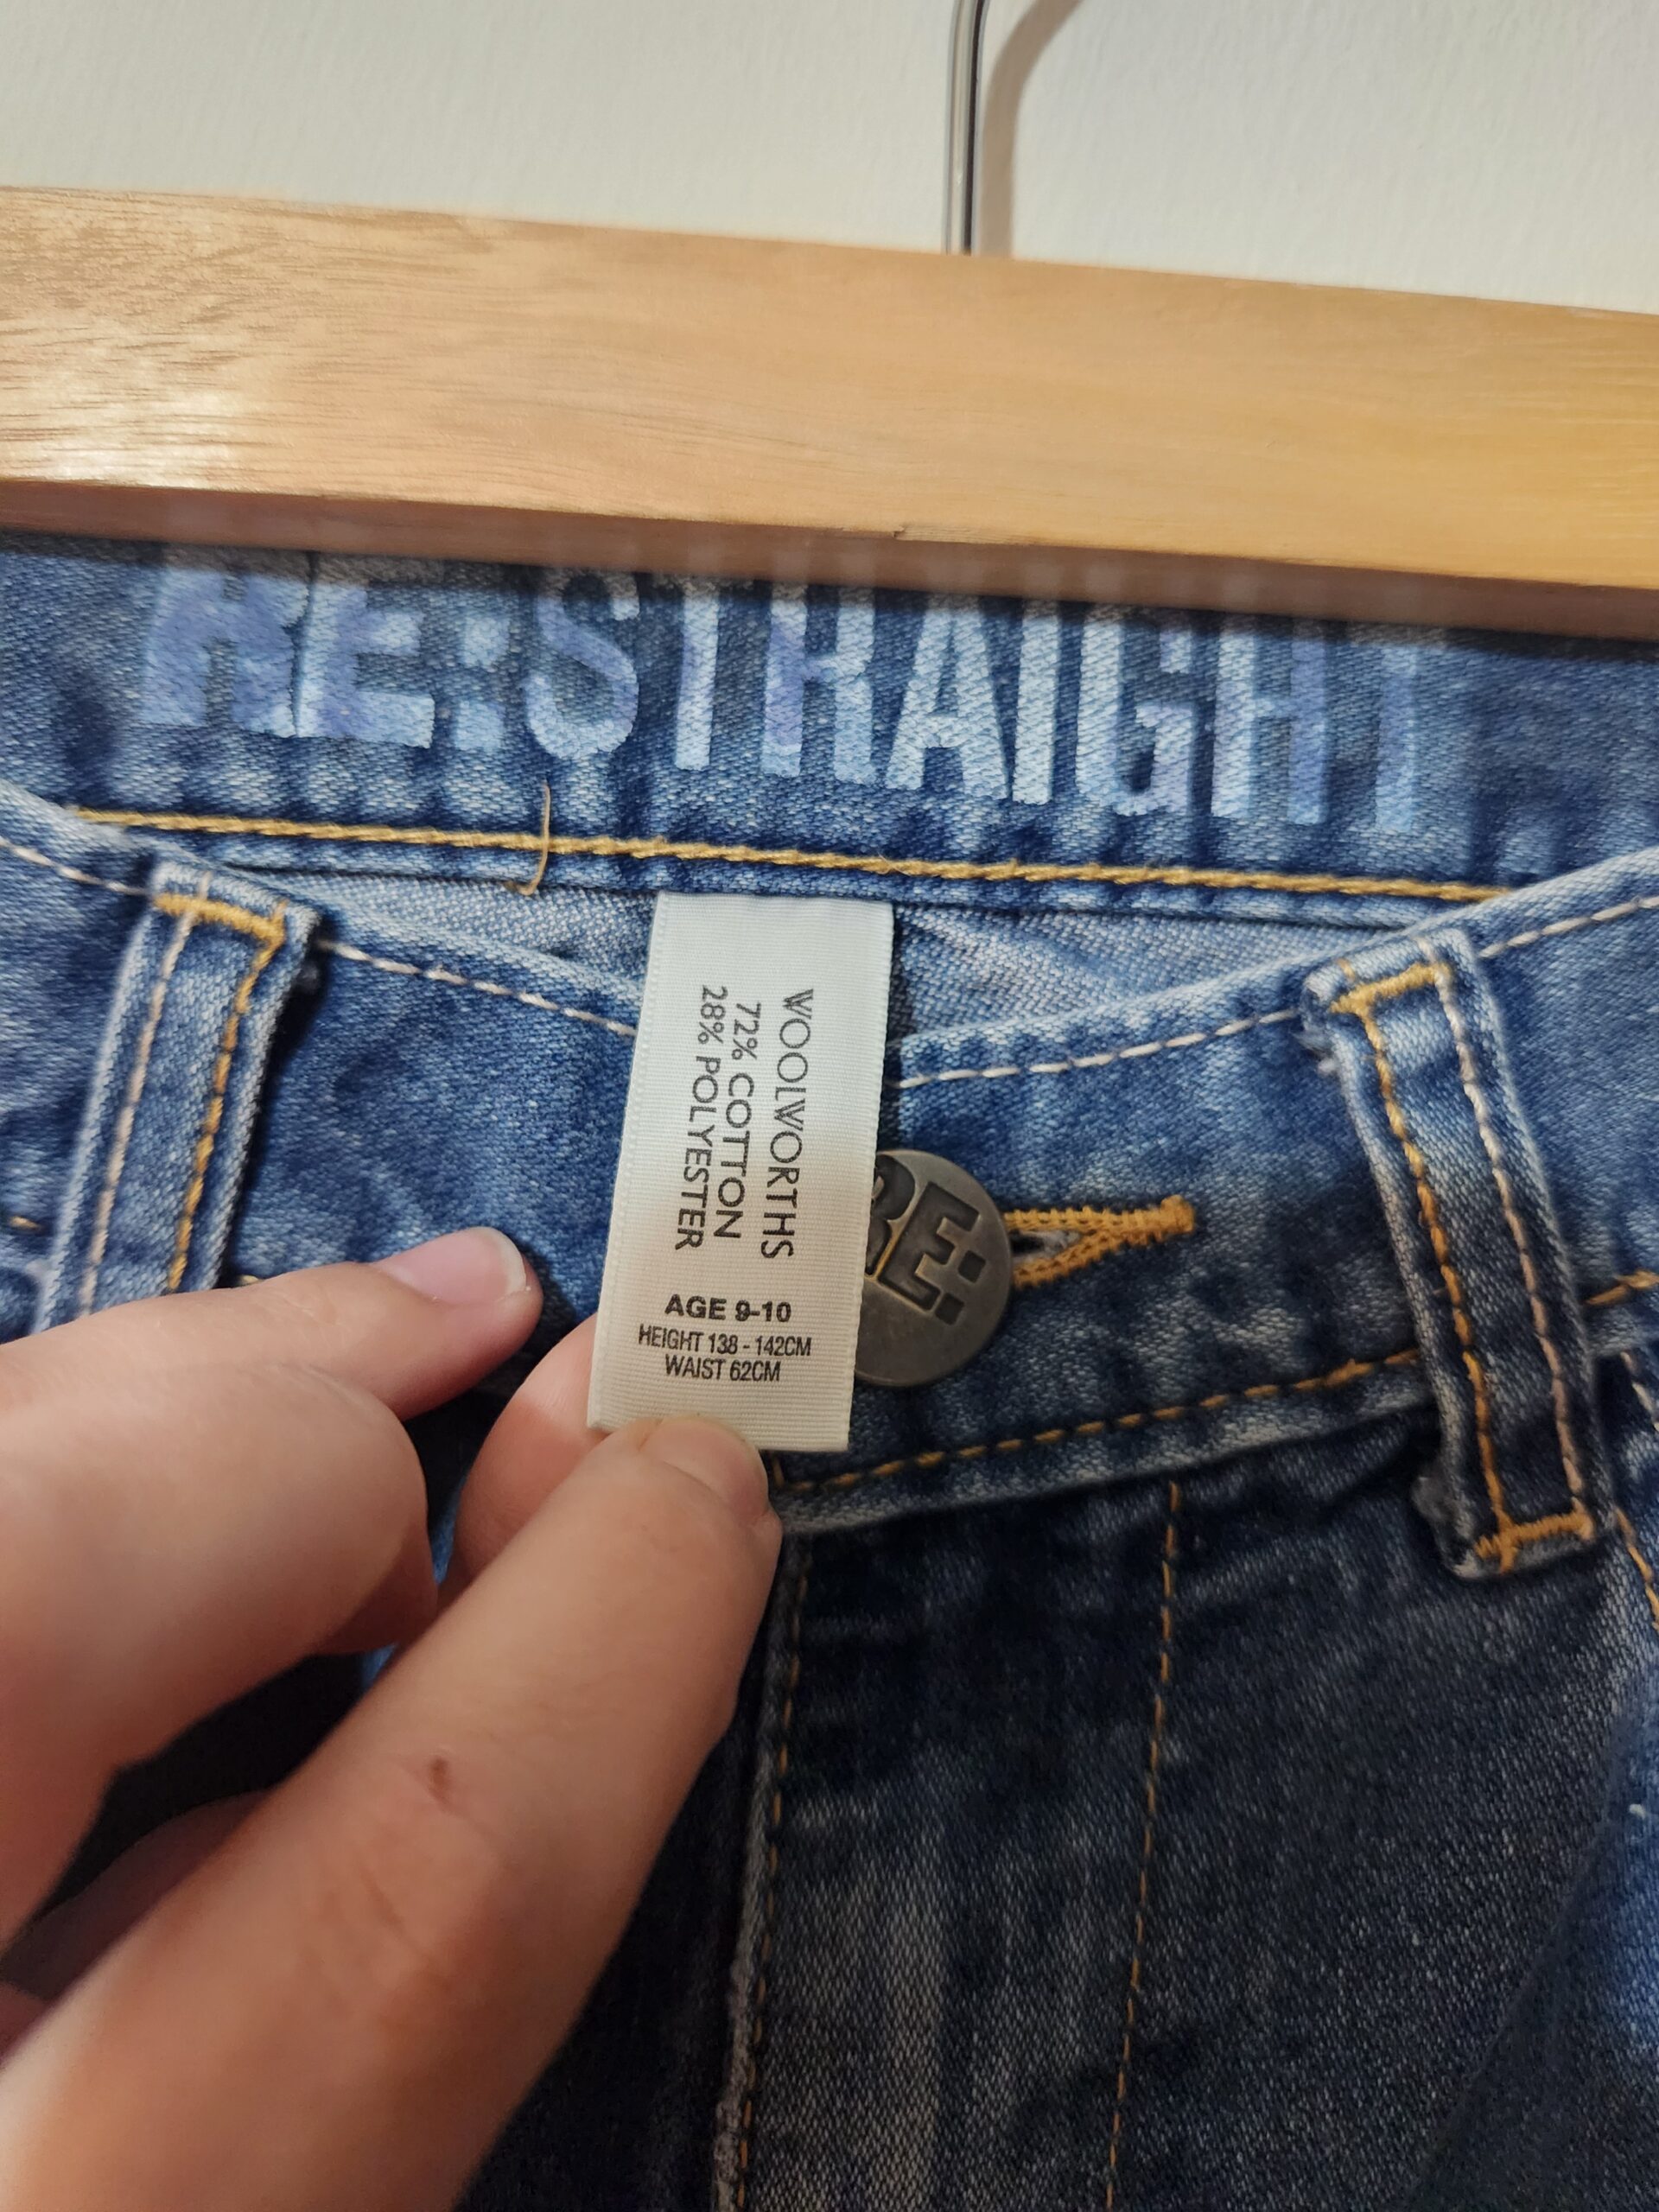 RE:STRAIGHT
WOOLWORTHS
72% COTTON
28% POLYESTER
AGE 9-10
HEIGHT 138 - 142CM
WAIST 62CM
RE: